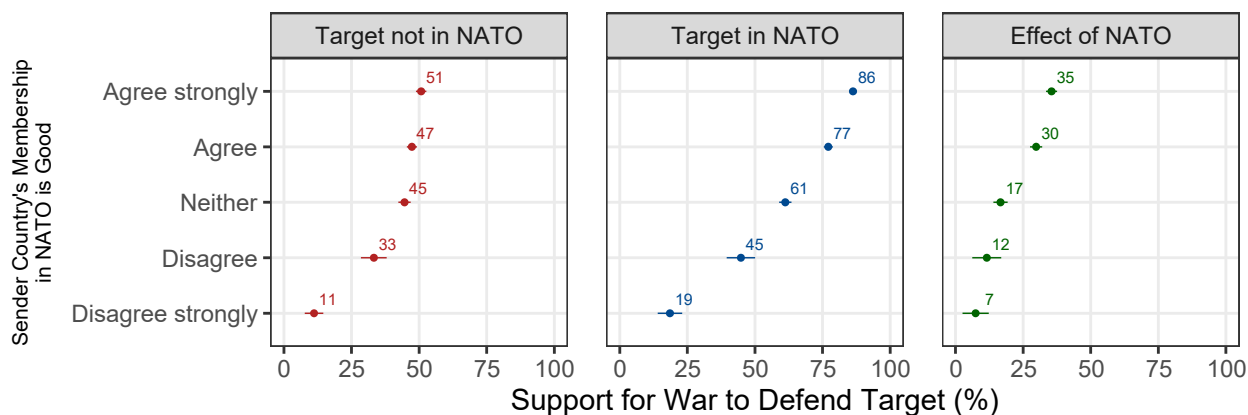 Target not in NATO
Target in NATO
Effect of NATO
Sender Country's Membership
in NATO is Good
Agree strongly
51
86
35
Agree
47
77
30
Neither
45
61
17
Disagree
33
45
12
Disagree strongly
11
19
7
0 25 50 75 100
0 25 50 75 100
0 25 50 75 100
Support for War to Defend Target (%)